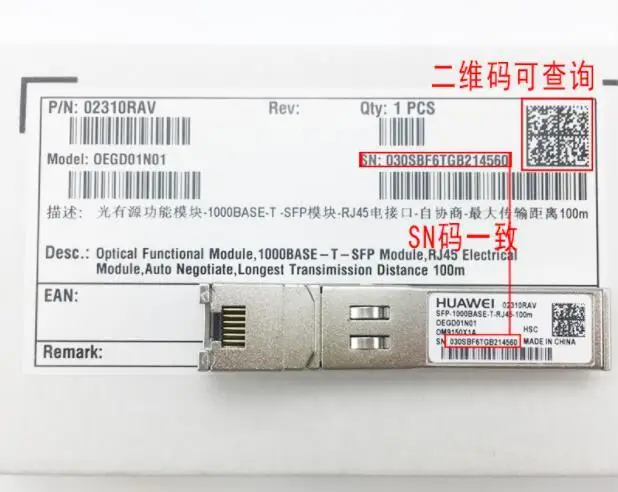 二维码可查询
P/N: 02310RAV Rev: Qty: 1 PCS
Model: OEGD01N01 SN: 030SBF6TGB214560
描述: 光有源功能模块-1000BASE-T -SFP模块-RJ45电接口-自协商-最大传输距离100m
SN码一致
Desc.: Optical Functional Module,1000BASE-T-SFP Module,RJ45 Electrical
Module,Auto Negotiate,Longest Transimission Distance 100m
EAN:
Remark:
HUAWEI 02310RAV
SFP-1000BASE-T-RJ45-100m
OEGD01N01
OM9150X1A HSC
SN 030SBF6TGB214560 MADE IN CHINA